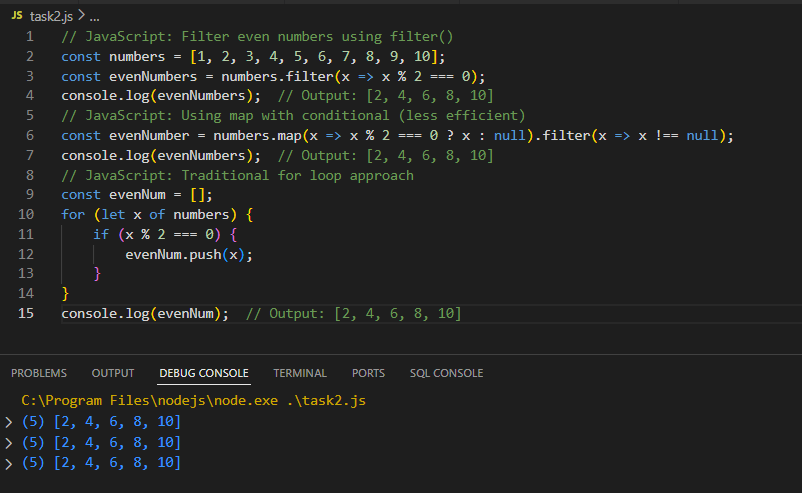 JS task2.js > ...
1 // JavaScript: Filter even numbers using filter()
2 const numbers = [1, 2, 3, 4, 5, 6, 7, 8, 9, 10];
3 const evenNumbers = numbers.filter(x => x % 2 === 0);
4 console.log(evenNumbers);  // Output: [2, 4, 6, 8, 10]
5 // JavaScript: Using map with conditional (less efficient)
6 const evenNumber = numbers.map(x => x % 2 === 0 ? x : null).filter(x => x !== null);
7 console.log(evenNumbers);  // Output: [2, 4, 6, 8, 10]
8 // JavaScript: Traditional for loop approach
9 const evenNum = [];
10 for (let x of numbers) {
11     if (x % 2 === 0) {
12         evenNum.push(x);
13     }
14 }
15 console.log(evenNum);  // Output: [2, 4, 6, 8, 10]
PROBLEMS OUTPUT DEBUG CONSOLE TERMINAL PORTS SQL CONSOLE
C:\Program Files\nodejs\node.exe .\task2.js
> (5) [2, 4, 6, 8, 10]
> (5) [2, 4, 6, 8, 10]
> (5) [2, 4, 6, 8, 10]